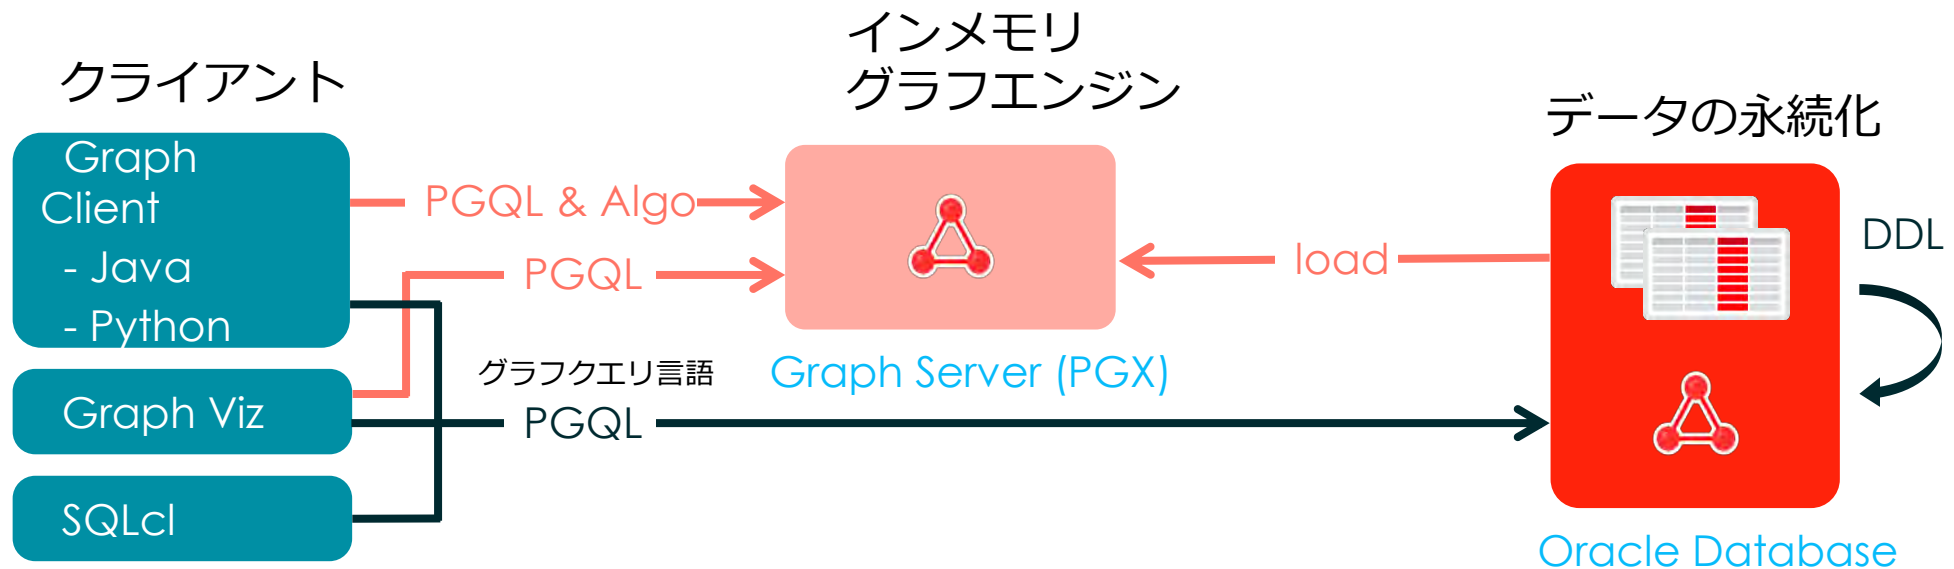 クライアント
Graph
Client
- Java
- Python
Graph Viz
SQLcl
PGQL & Algo
PGQL
グラフクエリ言語
PGQL
インメモリ
グラフエンジン
Graph Server (PGX)
load
データの永続化
DDL
Oracle Database